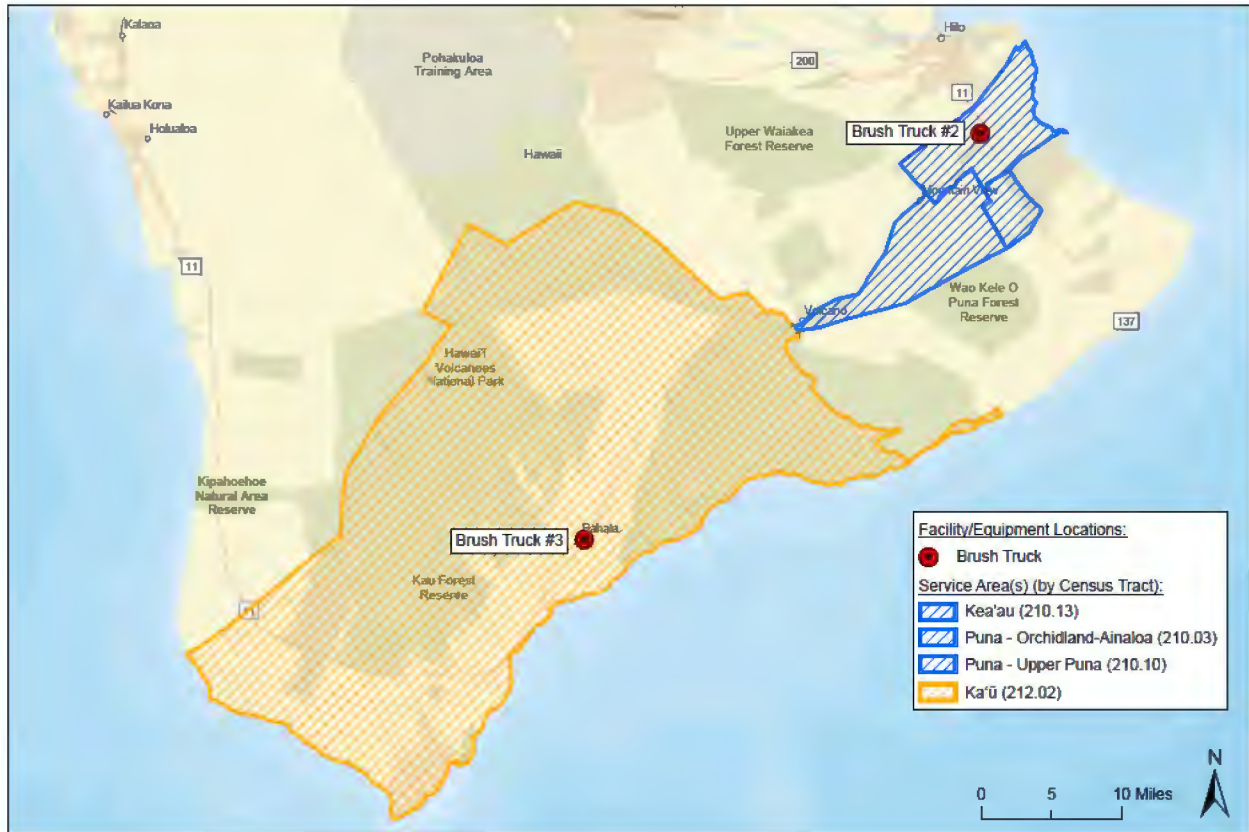 Kalaoa
Kailua Kona
Holualoa
Pohakuloa
Training Area
Hawaii
200
Hilo
11
Upper Waiakea
Forest Reserve
Brush Truck #2
Mountain View
11
Volcano
Wao Kele O
Puna Forest
Reserve
137
Hawai'i
Volcanoes
National Park
Kipahoehoe
Natural Area
Reserve
Brush Truck #3
Pahala
Kau Forest
Reserve
11
Facility/Equipment Locations:
Brush Truck
Service Area(s) (by Census Tract):
Kea'au (210.13)
Puna - Orchidland-Ainaloa (210.03)
Puna - Upper Puna (210.10)
Ka'ū (212.02)
N
0 5 10 Miles